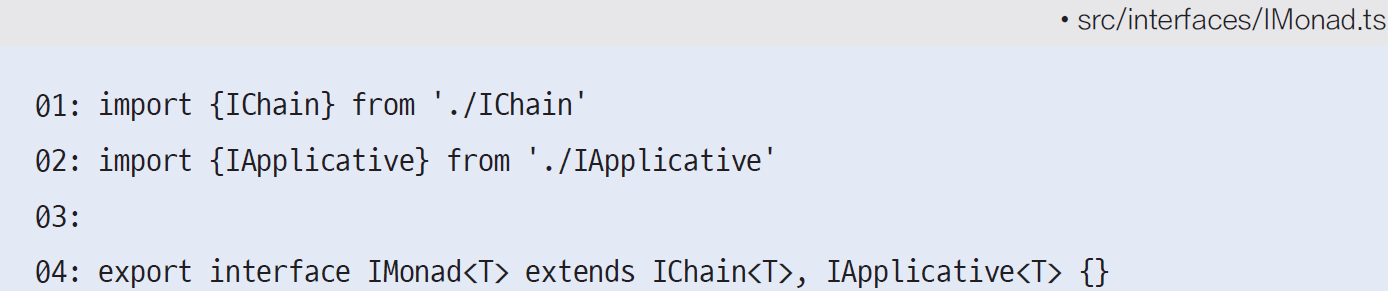 • src/interfaces/IMonad.ts
01: import {IChain} from './IChain'
02: import {IApplicative} from './IApplicative'
03:
04: export interface IMonad<T> extends IChain<T>, IApplicative<T> {}